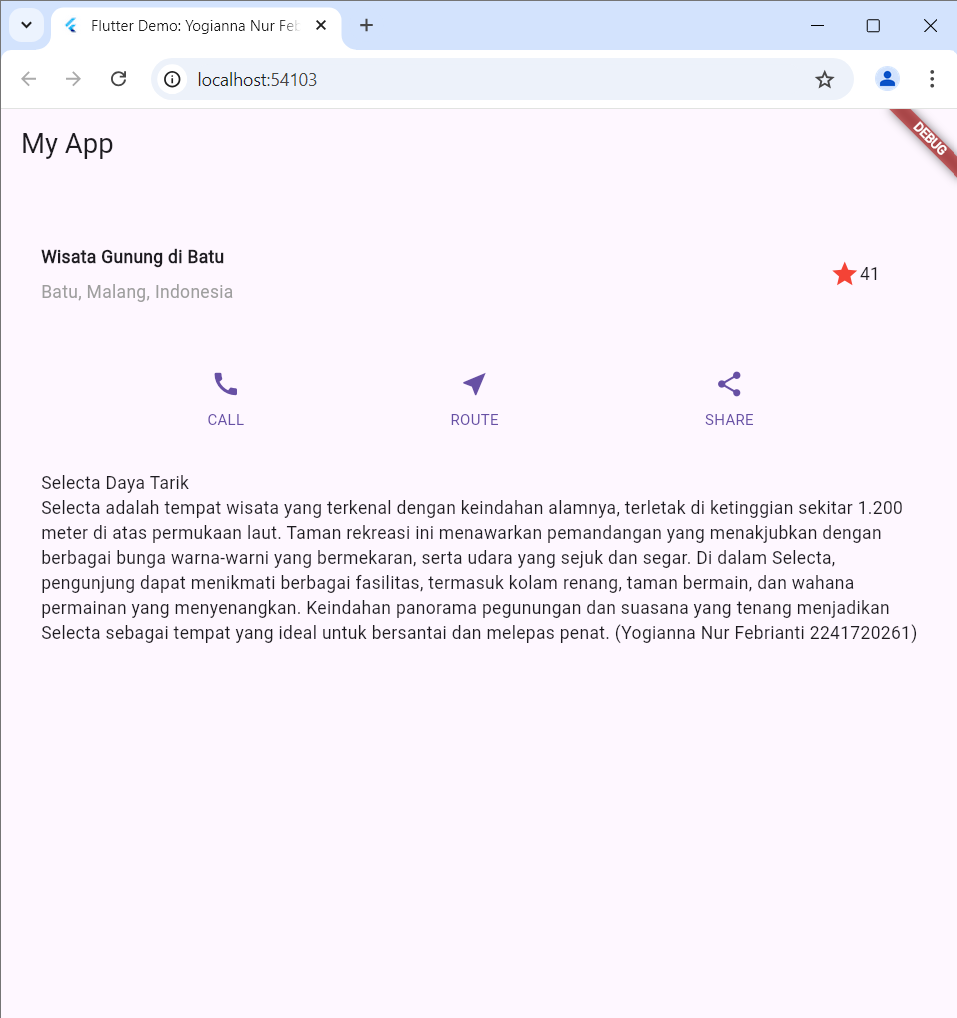 Flutter Demo: Yogianna Nur Feb
localhost:54103
My App
DEBUG
Wisata Gunung di Batu
Batu, Malang, Indonesia
41
CALL
ROUTE
SHARE
Selecta Daya Tarik
Selecta adalah tempat wisata yang terkenal dengan keindahan alamnya, terletak di ketinggian sekitar 1.200
meter di atas permukaan laut. Taman rekreasi ini menawarkan pemandangan yang menakjubkan dengan
berbagai bunga warna-warni yang bermekaran, serta udara yang sejuk dan segar. Di dalam Selecta,
pengunjung dapat menikmati berbagai fasilitas, termasuk kolam renang, taman bermain, dan wahana
permainan yang menyenangkan. Keindahan panorama pegunungan dan suasana yang tenang menjadikan
Selecta sebagai tempat yang ideal untuk bersantai dan melepas penat. (Yogianna Nur Febrianti 2241720261)